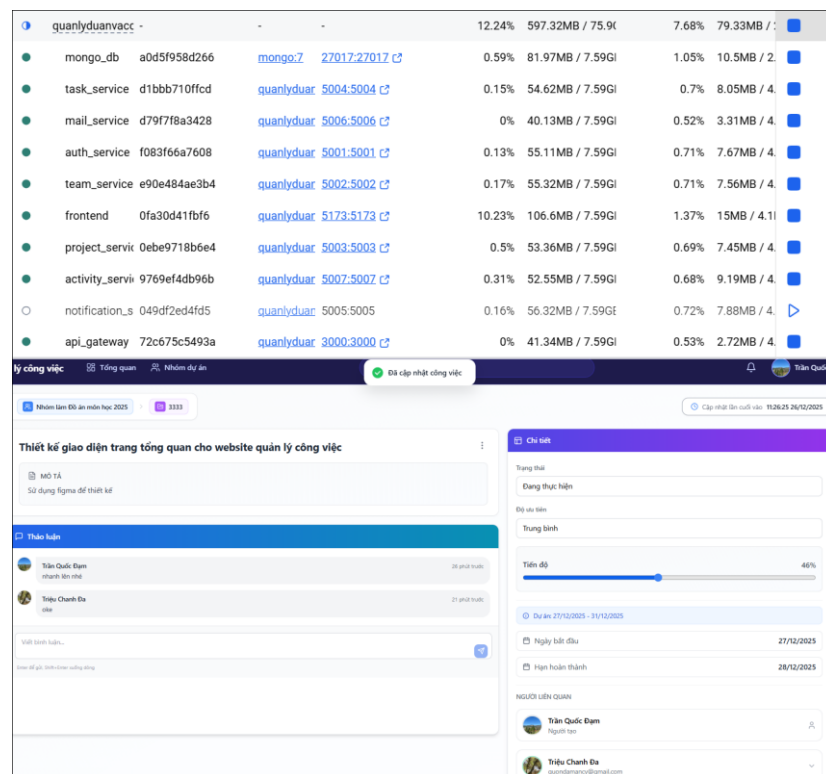 quanlyduanvacc - - - 12.24% 597.32MB / 75.9( 7.68% 79.33MB / :
mongo_db a0d5f958d266 mongo:7 27017:27017 0.59% 81.97MB / 7.59GI 1.05% 10.5MB / 2.
task_service d1bbb710ffcd quanlyduar 5004:5004 0.15% 54.62MB / 7.59GI 0.7% 8.05MB / 4.
mail_service d79f7f8a3428 quanlyduar 5006:5006 0% 40.13MB / 7.59GI 0.52% 3.31MB / 4.
auth_service f083f66a7608 quanlyduar 5001:5001 0.13% 55.11MB / 7.59GI 0.71% 7.67MB / 4.
team_service e90e484ae3b4 quanlyduar 5002:5002 0.17% 55.32MB / 7.59GI 0.71% 7.56MB / 4.
frontend 0fa30d41fbf6 quanlyduar 5173:5173 10.23% 106.6MB / 7.59GI 1.37% 15MB / 4.1
project_servic 0ebe9718b6e4 quanlyduar 5003:5003 0.5% 53.36MB / 7.59GI 0.69% 7.45MB / 4.
activity_servi 9769ef4db96b quanlyduar 5007:5007 0.31% 52.55MB / 7.59GI 0.68% 9.19MB / 4.
notification_s 049df2ed4fd5 quanlyduar 5005:5005 0.16% 56.32MB / 7.59GE 0.72% 7.88MB / 4.
api_gateway 72c675c5493a quanlyduar 3000:3000 0% 41.34MB / 7.59GI 0.53% 2.72MB / 4.
lý công việc Tổng quan Nhóm dự án Đã cập nhật công việc Trần Quố
Nhóm làm Đồ án môn học 2025 3333 Cập nhật lần cuối vào 11:26:25 26/12/2025
Thiết kế giao diện trang tổng quan cho website quản lý công việc
MÔ TẢ
Sử dụng figma để thiết kế
Thảo luận
Trần Quốc Đạm 26 phút trước
nhanh lên nhé
Triệu Chanh Đa 21 phút trước
oke
Viết bình luận...
Enter để gửi, Shift+Enter xuống dòng
Chi tiết
Trạng thái
Đang thực hiện
Độ ưu tiên
Trung bình
Tiến độ 46%
Dự án: 27/12/2025 - 31/12/2025
Ngày bắt đầu 27/12/2025
Hạn hoàn thành 28/12/2025
NGƯỜI LIÊN QUAN
Trần Quốc Đạm
Người tạo
Triệu Chanh Đa
quondamancv@gmail.com